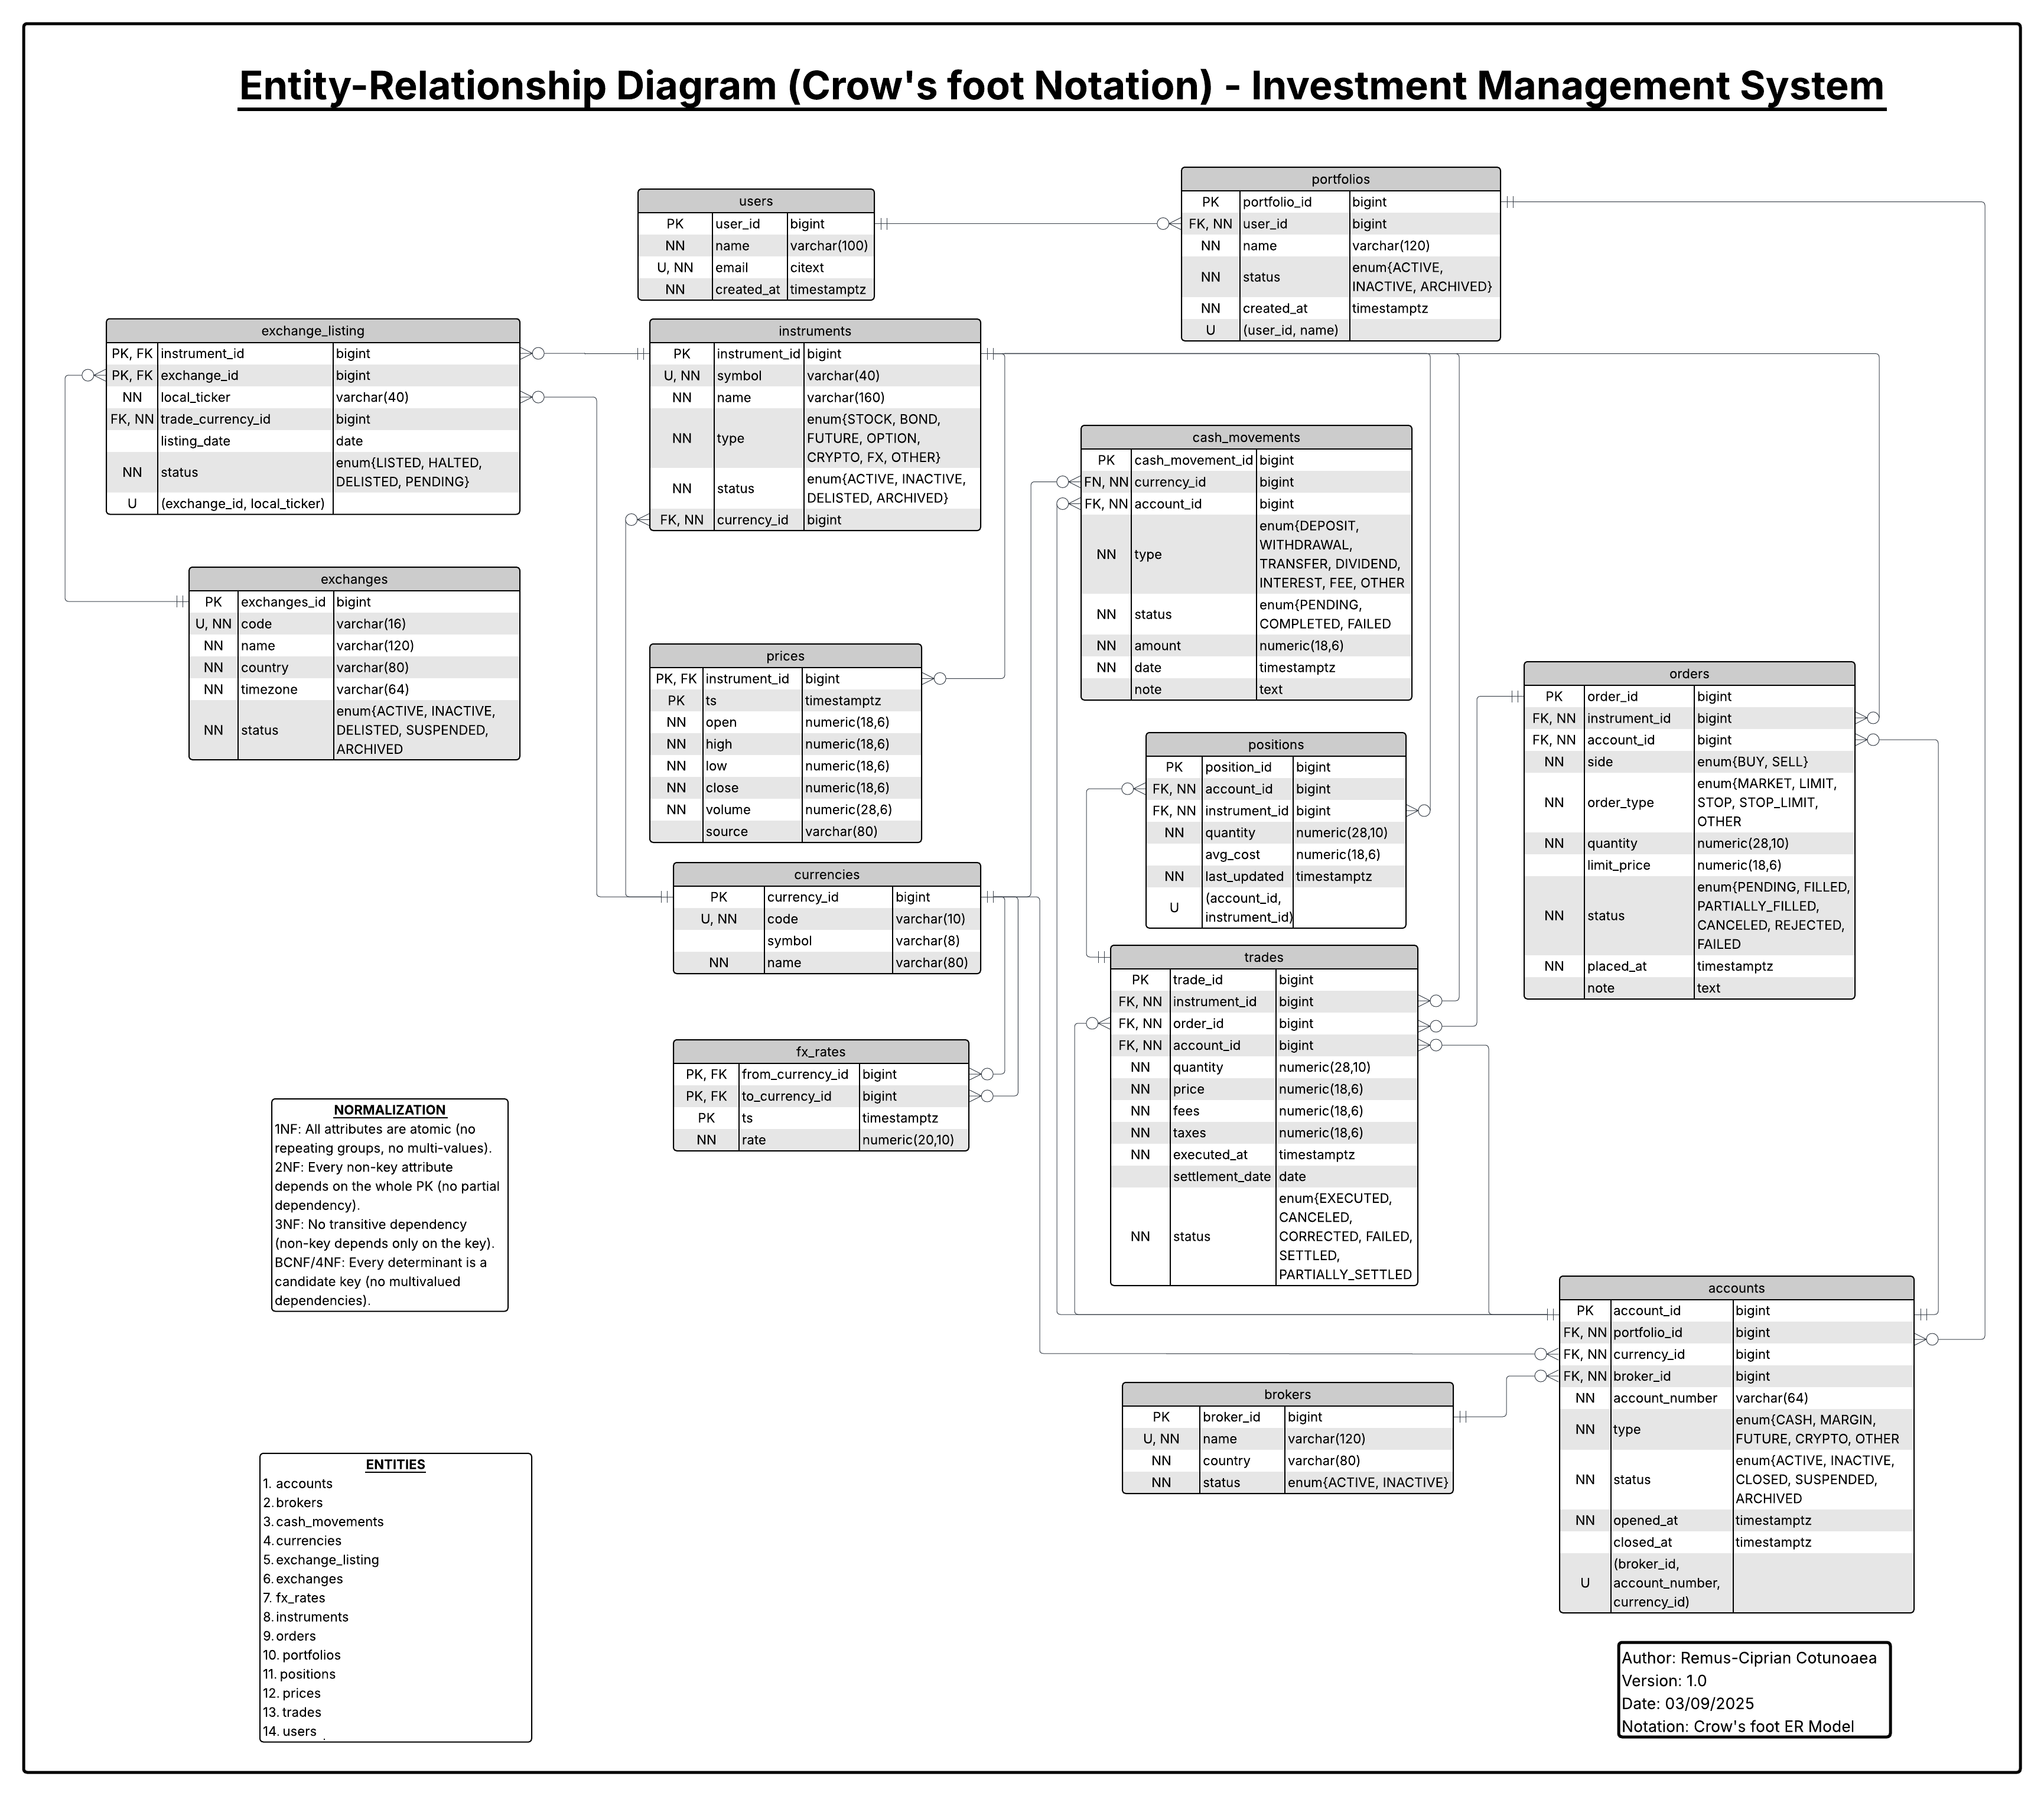 Entity-Relationship Diagram (Crow's foot Notation) - Investment Management System
users
PK user_id bigint
NN name varchar(100)
U, NN email citext
NN created_at timestamptz
portfolios
PK portfolio_id bigint
FK, NN user_id bigint
NN name varchar(120)
NN status enum{ACTIVE,
INACTIVE, ARCHIVED}
NN created_at timestamptz
U (user_id, name)
exchange_listing
PK, FK instrument_id bigint
PK, FK exchange_id bigint
NN local_ticker varchar(40)
FK, NN trade_currency_id bigint
listing_date date
NN status enum{LISTED, HALTED,
DELISTED, PENDING}
U (exchange_id, local_ticker)
instruments
PK instrument_id bigint
U, NN symbol varchar(40)
NN name varchar(160)
NN type enum{STOCK, BOND,
FUTURE, OPTION,
CRYPTO, FX, OTHER}
NN status enum{ACTIVE, INACTIVE,
DELISTED, ARCHIVED}
FK, NN currency_id bigint
cash_movements
PK cash_movement_id bigint
FN, NN currency_id bigint
FK, NN account_id bigint
NN type enum{DEPOSIT,
WITHDRAWAL,
TRANSFER, DIVIDEND,
INTEREST, FEE, OTHER
NN status enum{PENDING,
COMPLETED, FAILED
NN amount numeric(18,6)
NN date timestamptz
note text
exchanges
PK exchanges_id bigint
U, NN code varchar(16)
NN name varchar(120)
NN country varchar(80)
NN timezone varchar(64)
NN status enum{ACTIVE, INACTIVE,
DELISTED, SUSPENDED,
ARCHIVED
prices
PK, FK instrument_id bigint
PK ts timestamptz
NN open numeric(18,6)
NN high numeric(18,6)
NN low numeric(18,6)
NN close numeric(18,6)
NN volume numeric(28,6)
source varchar(80)
orders
PK order_id bigint
FK, NN instrument_id bigint
FK, NN account_id bigint
NN side enum{BUY, SELL}
NN order_type enum{MARKET, LIMIT,
STOP, STOP_LIMIT,
OTHER
NN quantity numeric(28,10)
limit_price numeric(18,6)
NN status enum{PENDING, FILLED,
PARTIALLY_FILLED,
CANCELED, REJECTED,
FAILED
NN placed_at timestamptz
note text
positions
PK position_id bigint
FK, NN account_id bigint
FK, NN instrument_id bigint
NN quantity numeric(28,10)
avg_cost numeric(18,6)
NN last_updated timestamptz
U (account_id,
instrument_id)
currencies
PK currency_id bigint
U, NN code varchar(10)
symbol varchar(8)
NN name varchar(80)
trades
PK trade_id bigint
FK, NN instrument_id bigint
FK, NN order_id bigint
FK, NN account_id bigint
NN quantity numeric(28,10)
NN price numeric(18,6)
NN fees numeric(18,6)
NN taxes numeric(18,6)
NN executed_at timestamptz
settlement_date date
NN status enum{EXECUTED,
CANCELED,
CORRECTED, FAILED,
SETTLED,
PARTIALLY_SETTLED
fx_rates
PK, FK from_currency_id bigint
PK, FK to_currency_id bigint
PK ts timestamptz
NN rate numeric(20,10)
NORMALIZATION
1NF: All attributes are atomic (no
repeating groups, no multi-values).
2NF: Every non-key attribute
depends on the whole PK (no partial
dependency).
3NF: No transitive dependency
(non-key depends only on the key).
BCNF/4NF: Every determinant is a
candidate key (no multivalued
dependencies).
accounts
PK account_id bigint
FK, NN portfolio_id bigint
FK, NN currency_id bigint
FK, NN broker_id bigint
NN account_number varchar(64)
NN type enum{CASH, MARGIN,
FUTURE, CRYPTO, OTHER
NN status enum{ACTIVE, INACTIVE,
CLOSED, SUSPENDED,
ARCHIVED
NN opened_at timestamptz
closed_at timestamptz
U (broker_id,
account_number,
currency_id)
brokers
PK broker_id bigint
U, NN name varchar(120)
NN country varchar(80)
NN status enum{ACTIVE, INACTIVE}
ENTITIES
1. accounts
2. brokers
3. cash_movements
4. currencies
5. exchange_listing
6. exchanges
7. fx_rates
8. instruments
9. orders
10. portfolios
11. positions
12. prices
13. trades
14. users
Author: Remus-Ciprian Cotunoaea
Version: 1.0
Date: 03/09/2025
Notation: Crow's foot ER Model